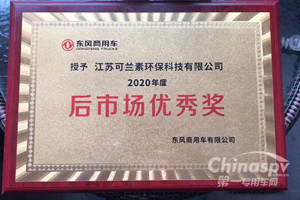 东风商用车
DONGFENG TRUCKS
授予 江苏可兰素环保科技有限公司
2020年度
后市场优秀奖
东风商用车有限公司
Chinaspv
第一专用车网